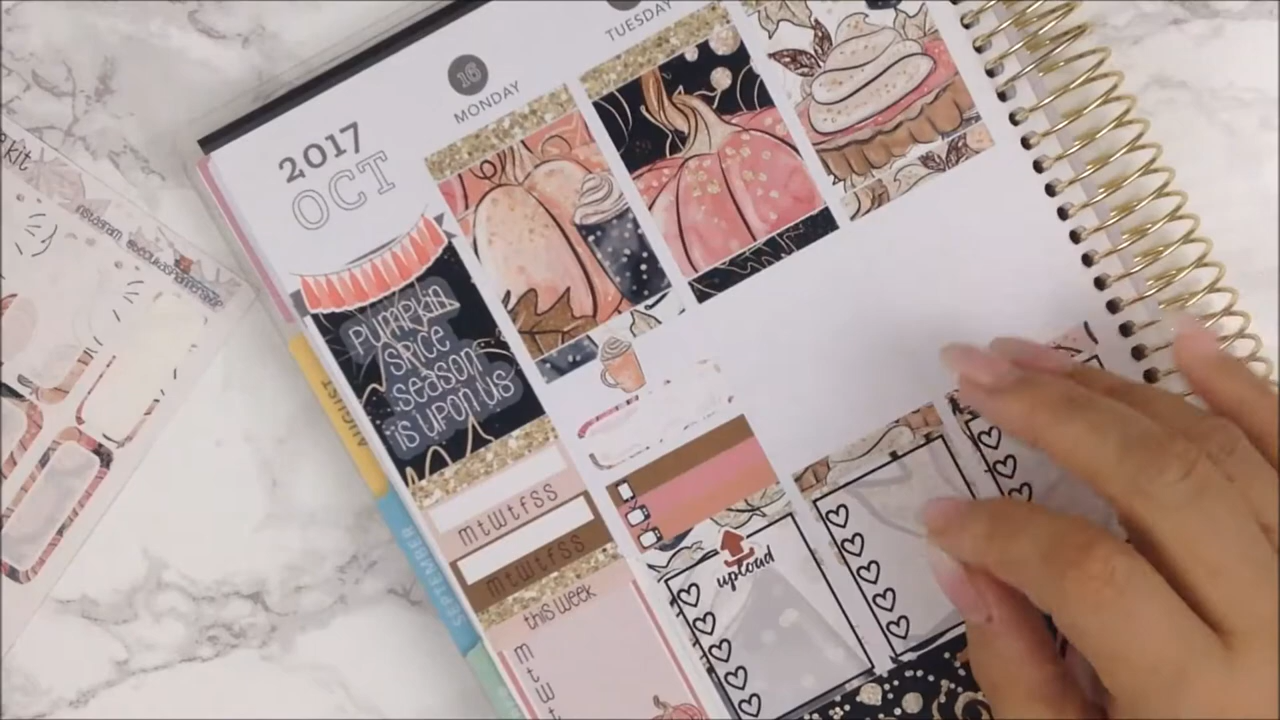 kit
2017
OCT
16
MONDAY
TUESDAY
pumpkin
spice
season
is upon us
mtwtfss
mtwtfss
this week
m
t
w
t
upload
AUGUST
SEPTEMBER